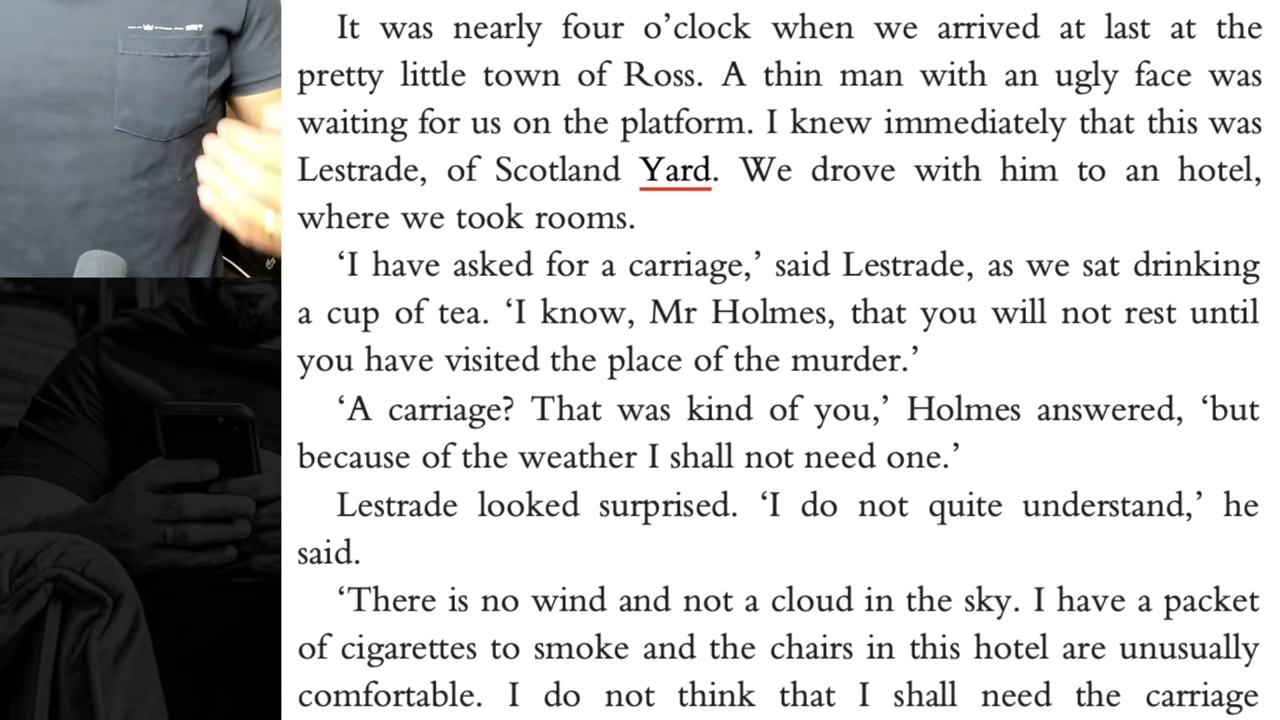 It was nearly four o’clock when we arrived at last at the
pretty little town of Ross. A thin man with an ugly face was
waiting for us on the platform. I knew immediately that this was
Lestrade, of Scotland Yard. We drove with him to an hotel,
where we took rooms.
‘I have asked for a carriage,’ said Lestrade, as we sat drinking
a cup of tea. ‘I know, Mr Holmes, that you will not rest until
you have visited the place of the murder.’
‘A carriage? That was kind of you,’ Holmes answered, ‘but
because of the weather I shall not need one.’
Lestrade looked surprised. ‘I do not quite understand,’ he
said.
‘There is no wind and not a cloud in the sky. I have a packet
of cigarettes to smoke and the chairs in this hotel are unusually
comfortable. I do not think that I shall need the carriage